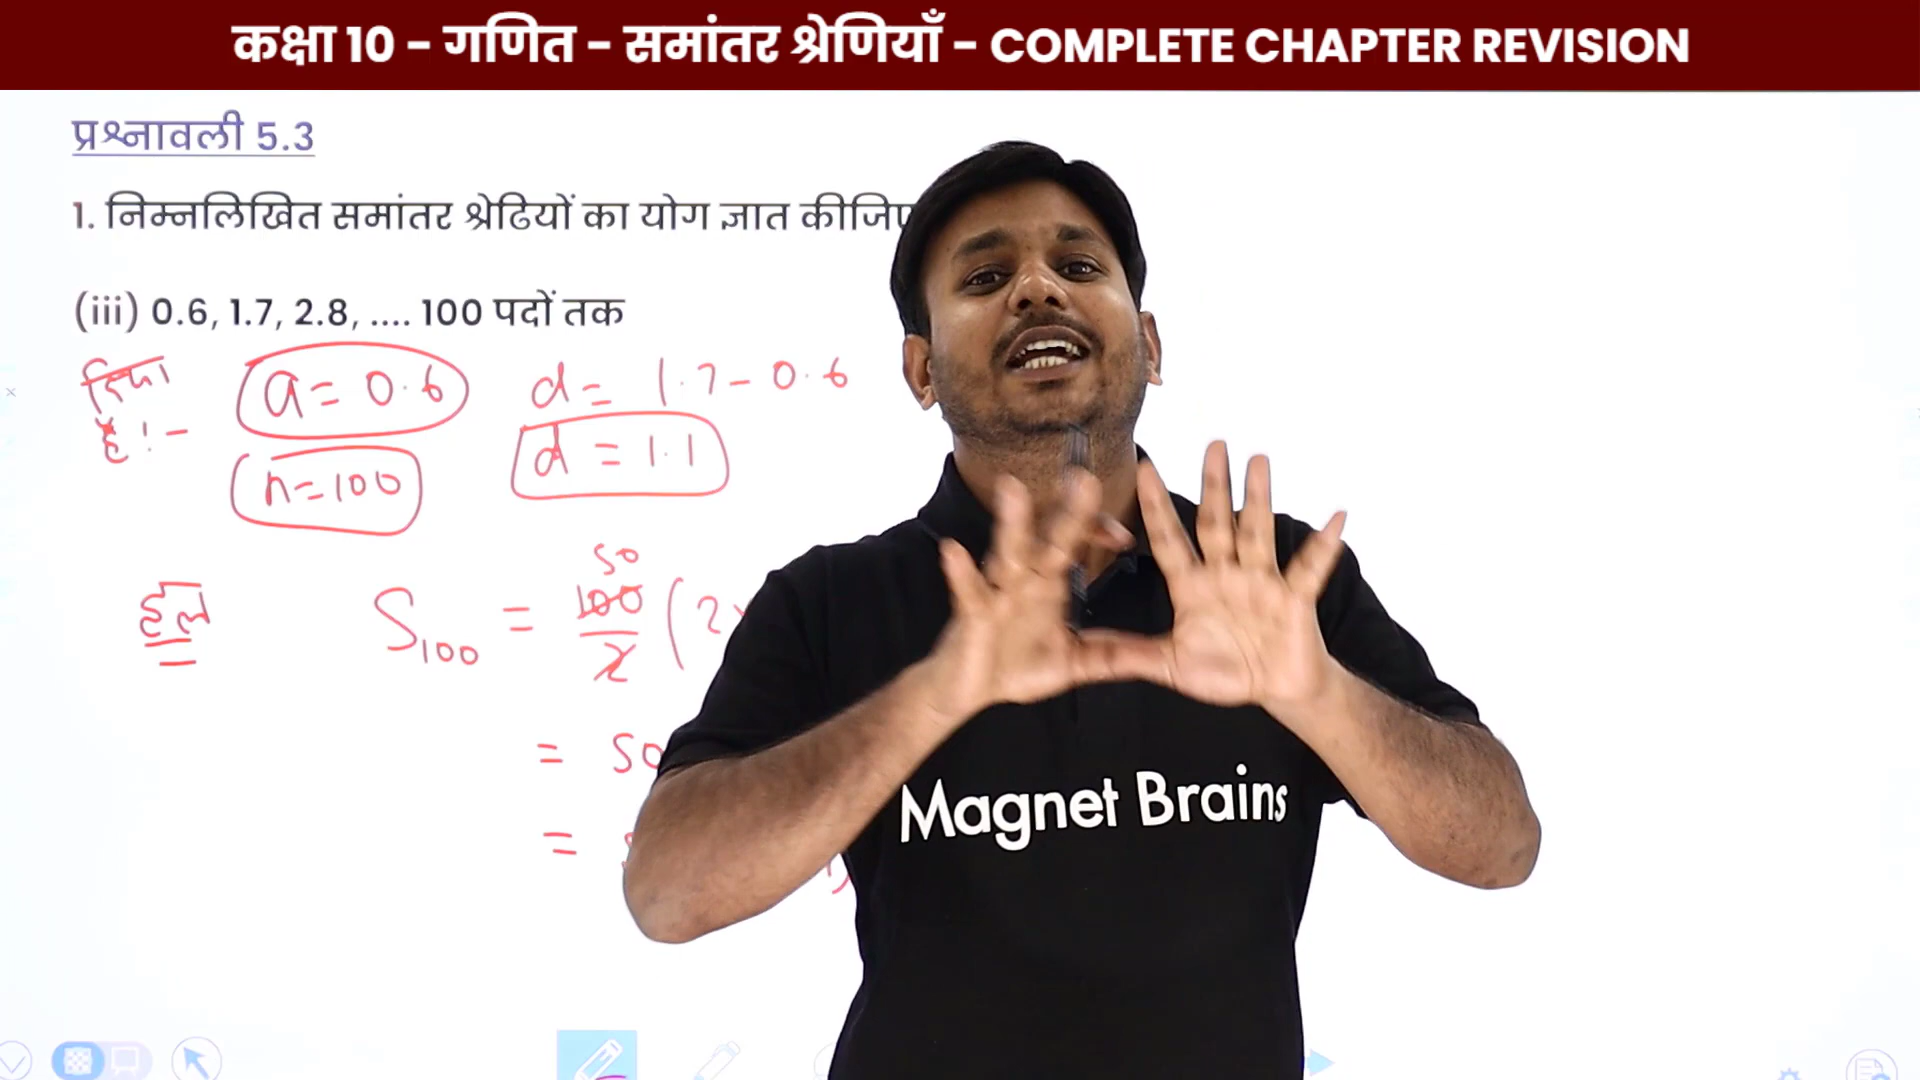 कक्षा 10 – गणित – समांतर श्रेणियाँ – COMPLETE CHAPTER REVISION
प्रश्नावली 5.3
1. निम्नलिखित समांतर श्रेढियों का योग ज्ञात कीजिए
(iii) 0.6, 1.7, 2.8, .... 100 पदों तक
दिया a = 0.6 d = 1.7 - 0.6
है :- n = 100 d = 1.1
50
हल S100 = 100/2 (2
= 50
=
Magnet Brains